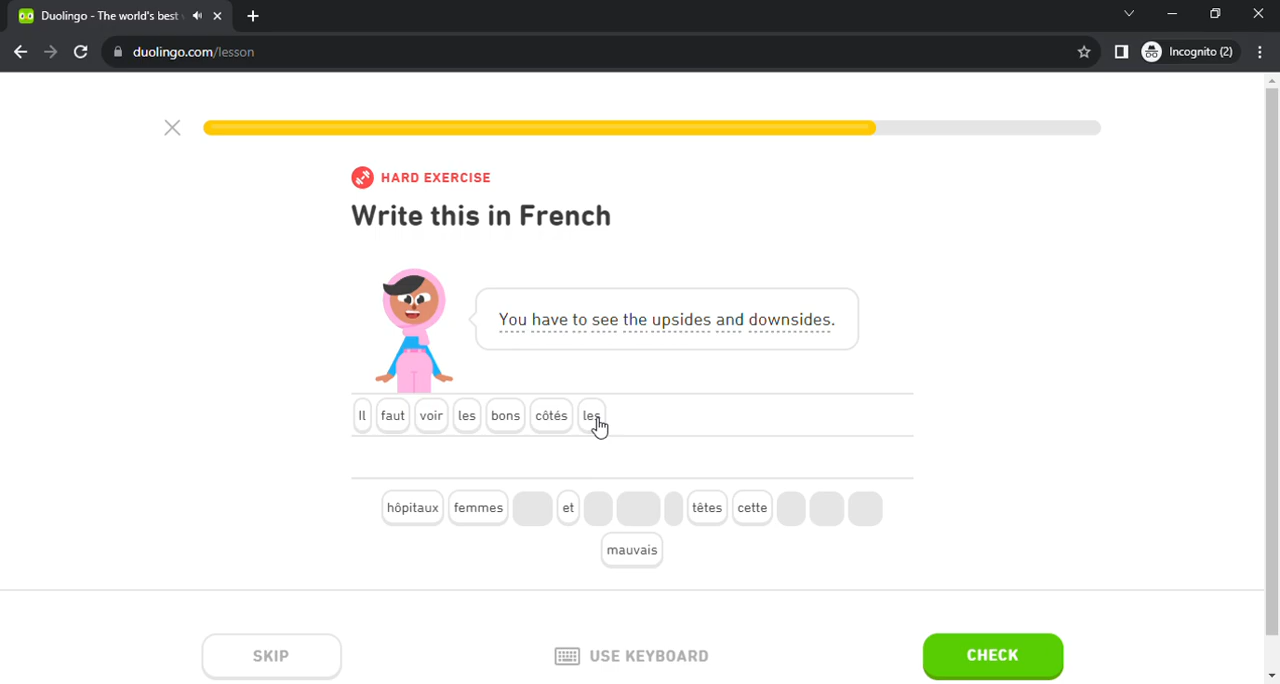 Duolingo - The world's best
duolingo.com/lesson
Incognito (2)
HARD EXERCISE
Write this in French
You have to see the upsides and downsides.
Il faut voir les bons côtés les
hôpitaux femmes et têtes cette
mauvais
SKIP
USE KEYBOARD
CHECK